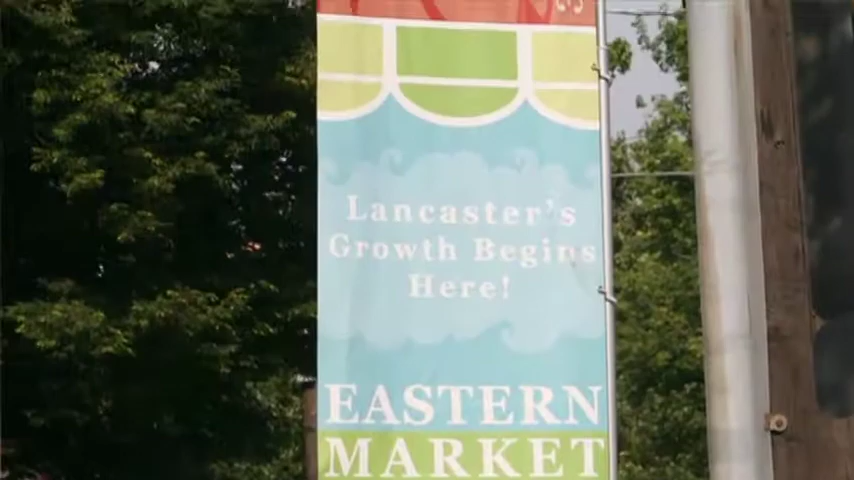 Lancaster's
Growth Begins
Here!
EASTERN
MARKET